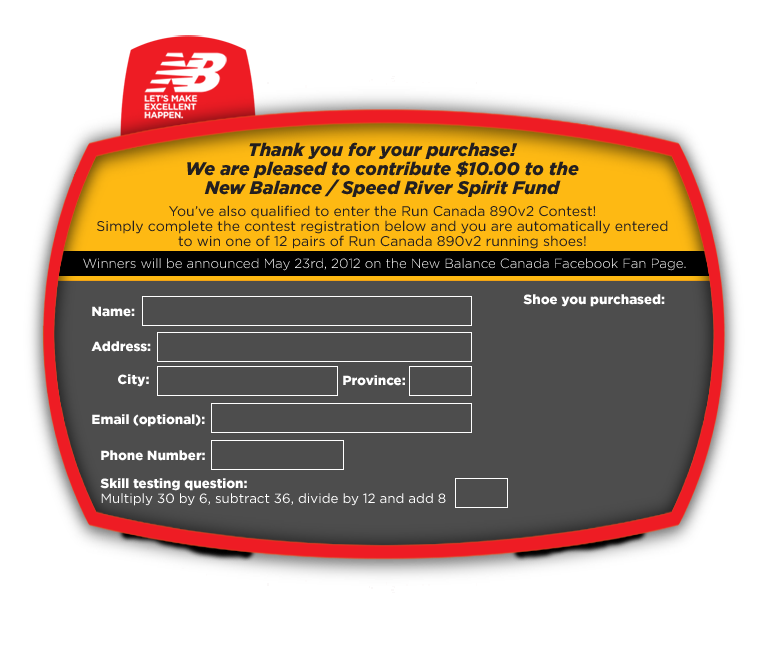 NB
LET'S MAKE
EXCELLENT
HAPPEN.
Thank you for your purchase!
We are pleased to contribute $10.00 to the
New Balance / Speed River Spirit Fund
You've also qualified to enter the Run Canada 890v2 Contest!
Simply complete the contest registration below and you are automatically entered
to win one of 12 pairs of Run Canada 890v2 running shoes!
Winners will be announced May 23rd, 2012 on the New Balance Canada Facebook Fan Page.
Name:
Shoe you purchased:
Address:
City: Province:
Email (optional):
Phone Number:
Skill testing question:
Multiply 30 by 6, subtract 36, divide by 12 and add 8